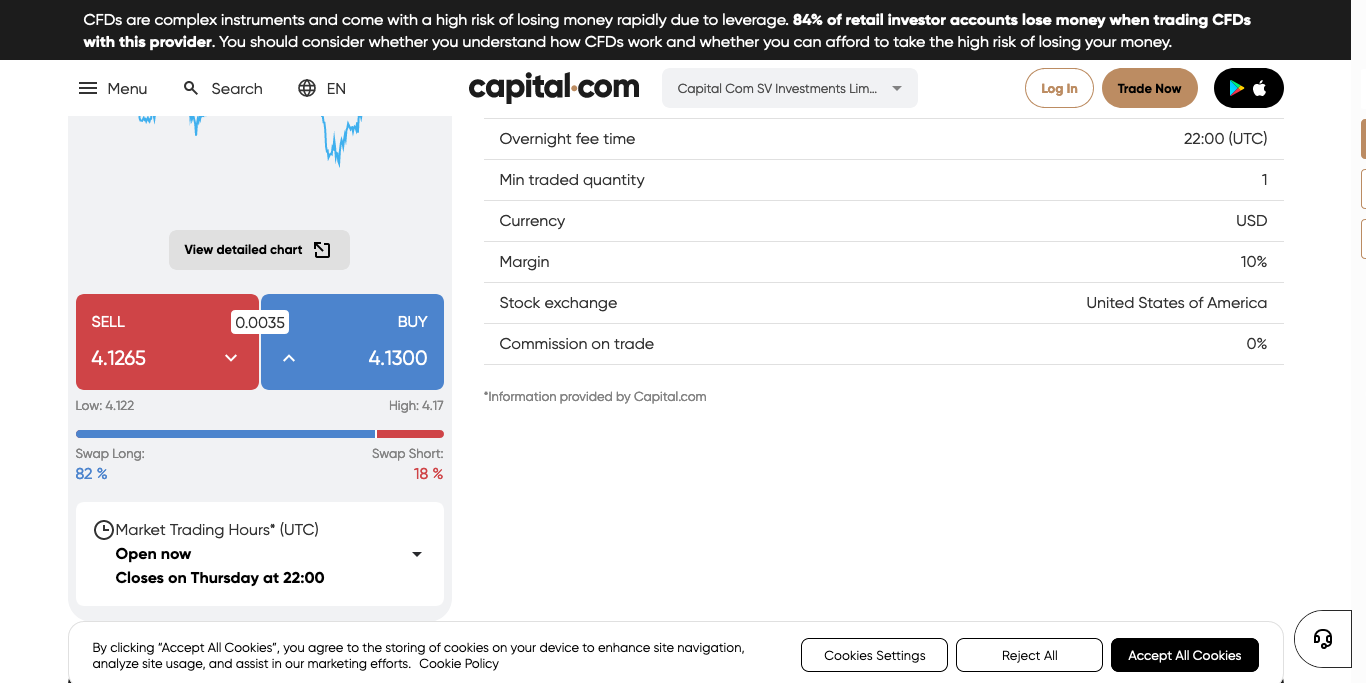 CFDs are complex instruments and come with a high risk of losing money rapidly due to leverage. 84% of retail investor accounts lose money when trading CFDs
with this provider. You should consider whether you understand how CFDs work and whether you can afford to take the high risk of losing your money.
Menu
Search
EN
capital.com
Capital Com SV Investments Lim...
Log In
Trade Now
View detailed chart
SELL
4.1265
0.0035
BUY
4.1300
Low: 4.122
High: 4.17
Swap Long:
82 %
Swap Short:
18 %
Market Trading Hours* (UTC)
Open now
Closes on Thursday at 22:00
Overnight fee time 22:00 (UTC)
Min traded quantity 1
Currency USD
Margin 10%
Stock exchange United States of America
Commission on trade 0%
*Information provided by Capital.com
By clicking “Accept All Cookies”, you agree to the storing of cookies on your device to enhance site navigation,
analyze site usage, and assist in our marketing efforts. Cookie Policy
Cookies Settings
Reject All
Accept All Cookies